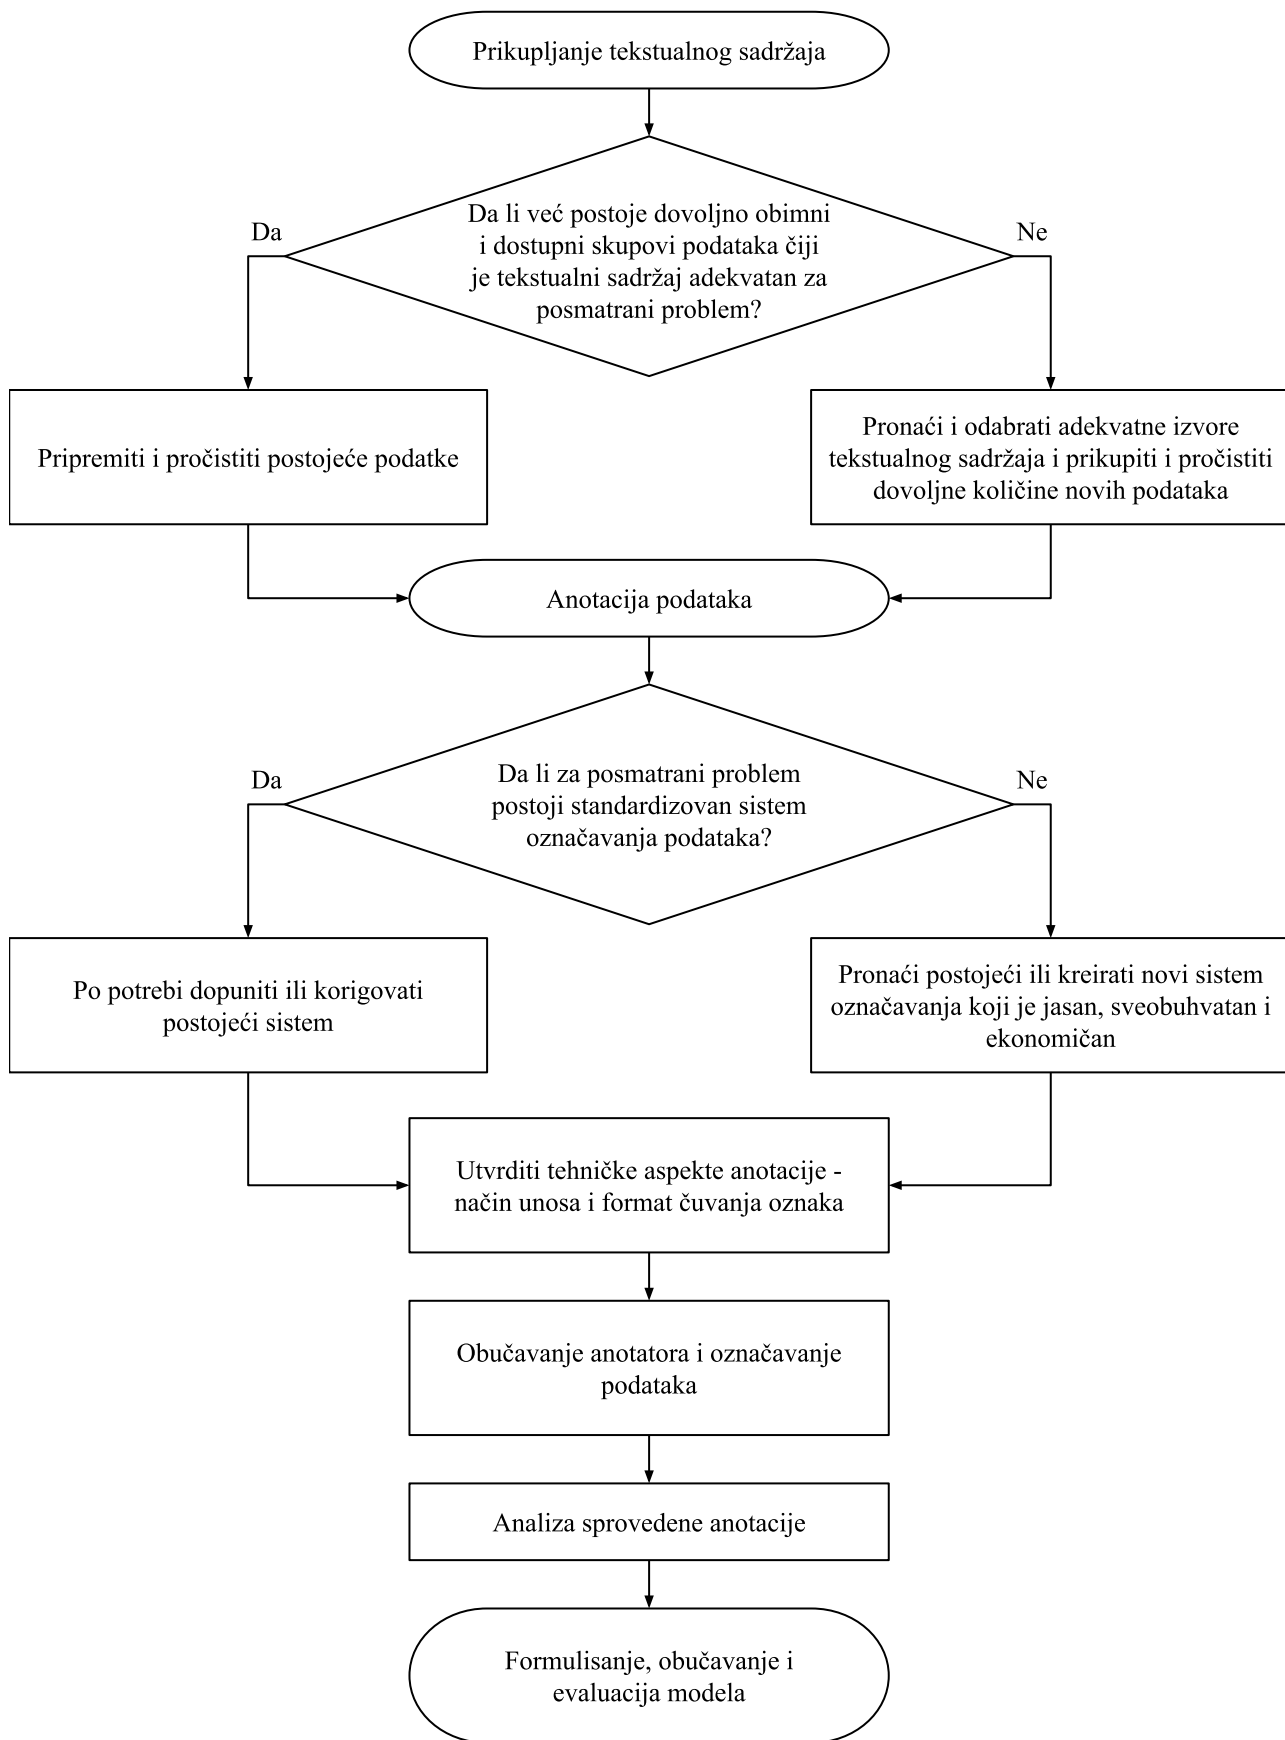 Prikupljanje tekstualnog sadržaja
Da li već postoje dovoljno obimni
i dostupni skupovi podataka čiji
je tekstualni sadržaj adekvatan za
posmatrani problem?
Da
Ne
Pripremiti i pročistiti postojeće podatke
Pronaći i odabrati adekvatne izvore
tekstualnog sadržaja i prikupiti i pročistiti
dovoljne količine novih podataka
Anotacija podataka
Da li za posmatrani problem
postoji standardizovan sistem
označavanja podataka?
Da
Ne
Po potrebi dopuniti ili korigovati
postojeći sistem
Pronaći postojeći ili kreirati novi sistem
označavanja koji je jasan, sveobuhvatan i
ekonomičan
Utvrditi tehničke aspekte anotacije -
način unosa i format čuvanja oznaka
Obučavanje anotatora i označavanje
podataka
Analiza sprovedene anotacije
Formulisanje, obučavanje i
evaluacija modela